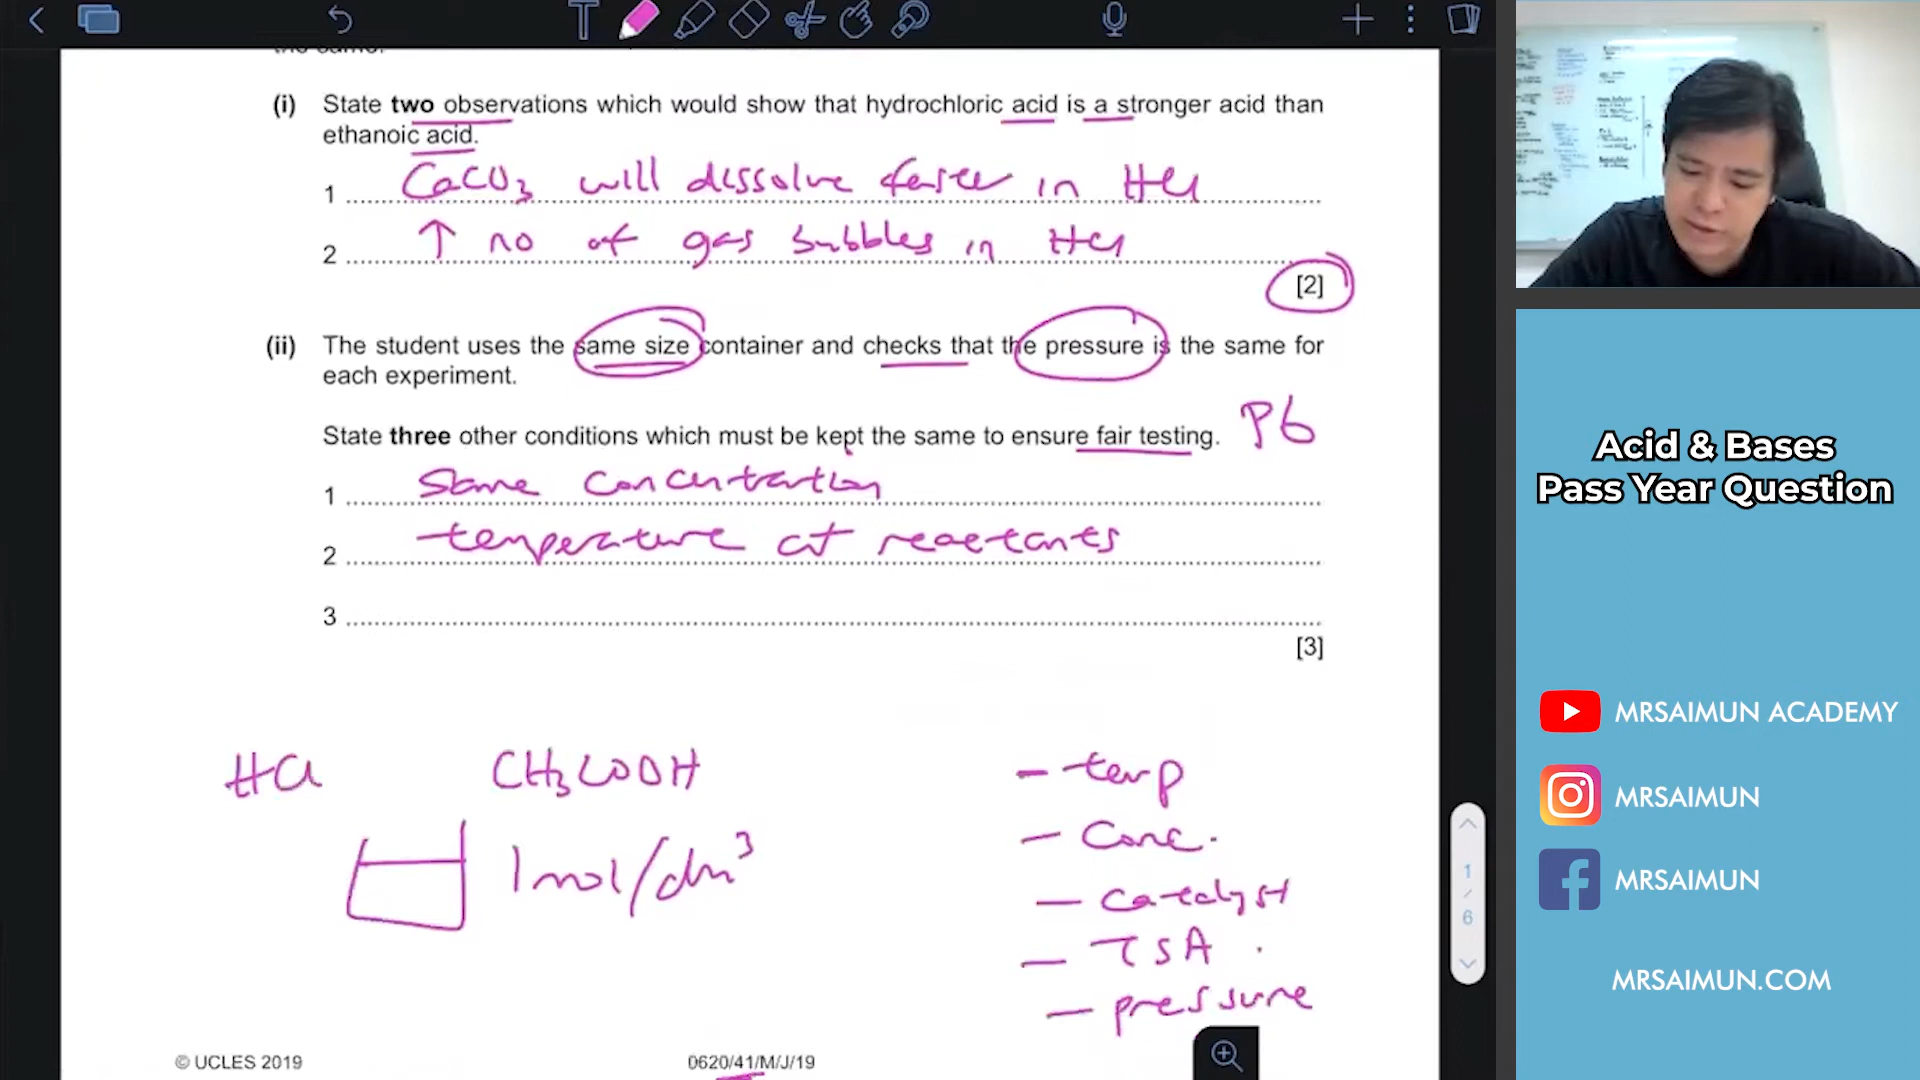 the same.
(i) State two observations which would show that hydrochloric acid is a stronger acid than
ethanoic acid.
1 CaCO3 will dissolve faster in HCl
2 ↑ no of gas bubbles in HCl
[2]
(ii) The student uses the same size container and checks that the pressure is the same for
each experiment.
State three other conditions which must be kept the same to ensure fair testing. P6
1 Same concentration
2 temperature of reactants
3
[3]
HCl CH3COOH
1mol/dm3
- temp
- Conc.
- catalyst
- TSA
- pressure
© UCLES 2019 0620/41/M/J/19
1
/
6
Acid & Bases
Pass Year Question
MRSAIMUN ACADEMY
MRSAIMUN
MRSAIMUN
MRSAIMUN.COM